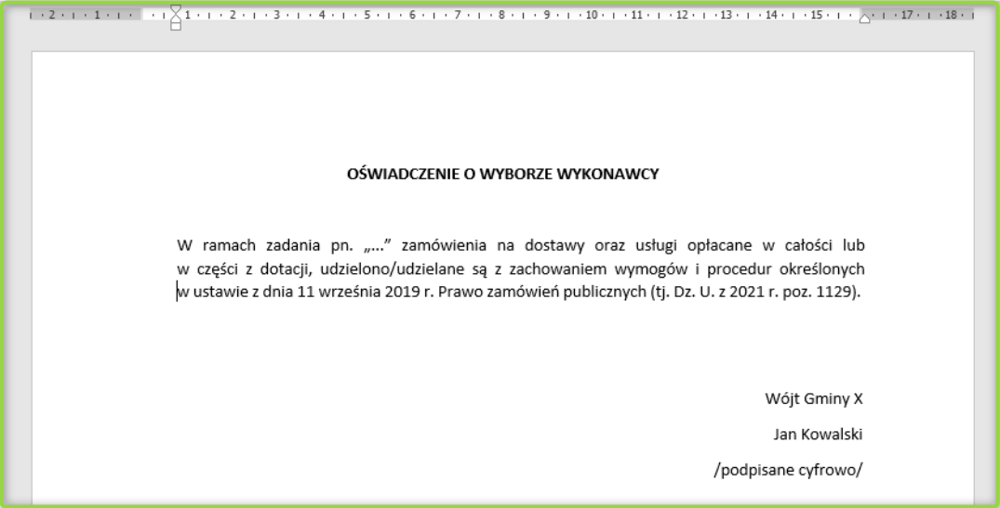 2 1 1 2 3 4 5 6 7 8 9 10 11 12 13 14 15 17 18
OŚWIADCZENIE O WYBORZE WYKONAWCY
W ramach zadania pn. „...” zamówienia na dostawy oraz usługi opłacane w całości lub
w części z dotacji, udzielono/udzielane są z zachowaniem wymogów i procedur określonych
w ustawie z dnia 11 września 2019 r. Prawo zamówień publicznych (tj. Dz. U. z 2021 r. poz. 1129).
Wójt Gminy X
Jan Kowalski
/podpisane cyfrowo/